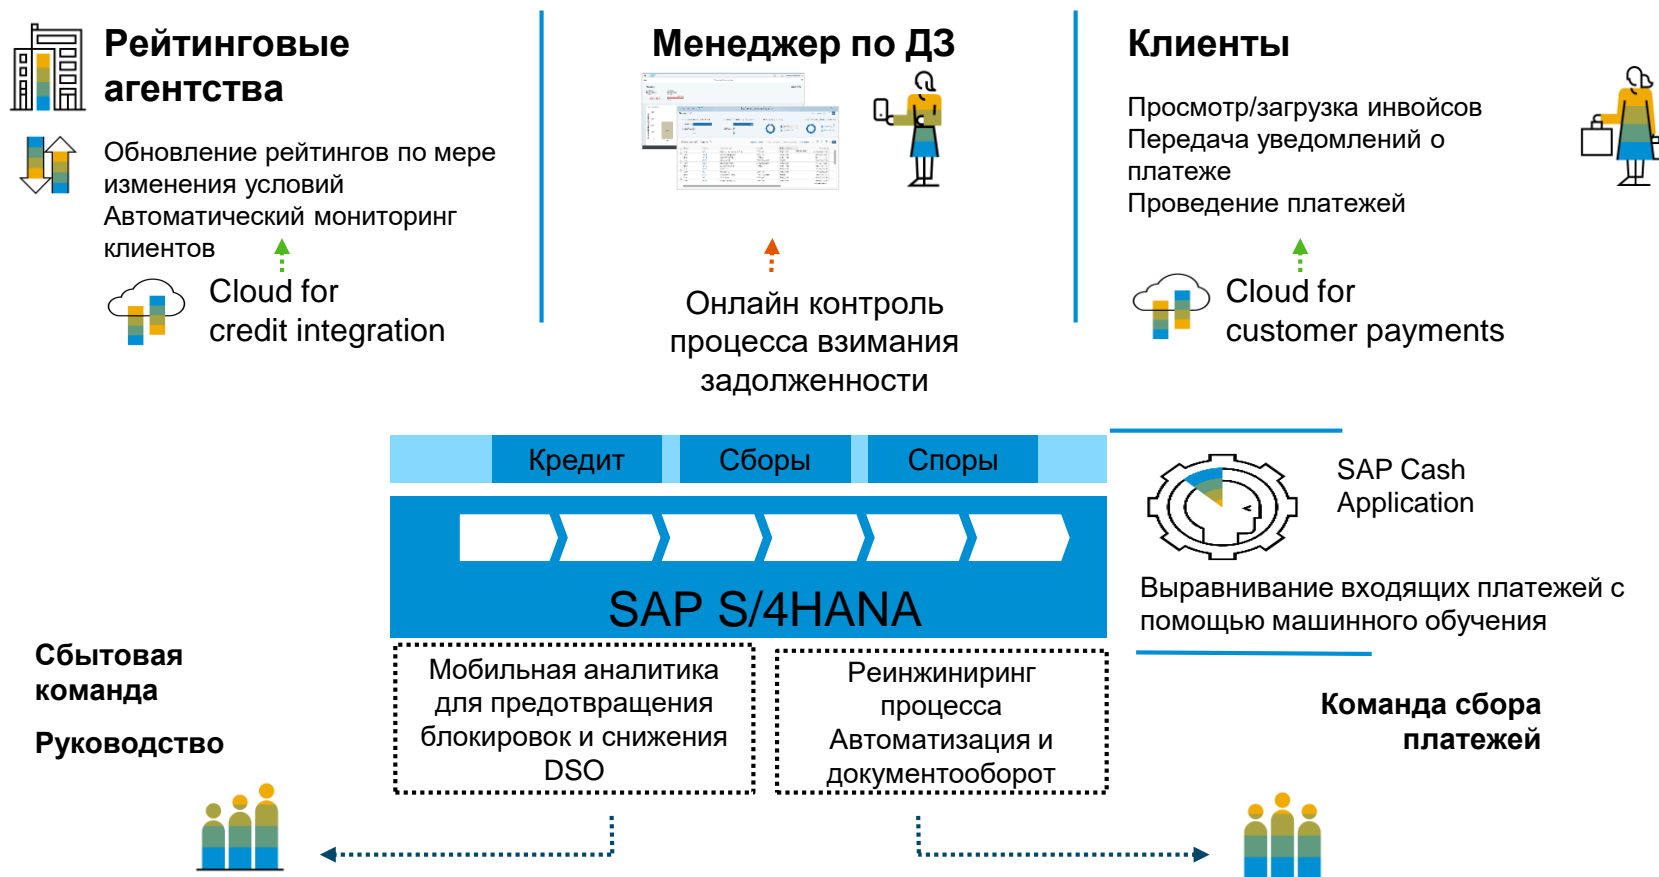 Рейтинговые
агентства
Обновление рейтингов по мере
изменения условий
Автоматический мониторинг
клиентов
Cloud for
credit integration
Менеджер по ДЗ
Онлайн контроль
процесса взимания
задолженности
Клиенты
Просмотр/загрузка инвойсов
Передача уведомлений о
платеже
Проведение платежей
Cloud for
customer payments
Кредит
Сборы
Споры
SAP S/4HANA
SAP Cash
Application
Выравнивание входящих платежей с
помощью машинного обучения
Сбытовая
команда
Руководство
Мобильная аналитика
для предотвращения
блокировок и снижения
DSO
Реинжиниринг
процесса
Автоматизация и
документооборот
Команда сбора
платежей